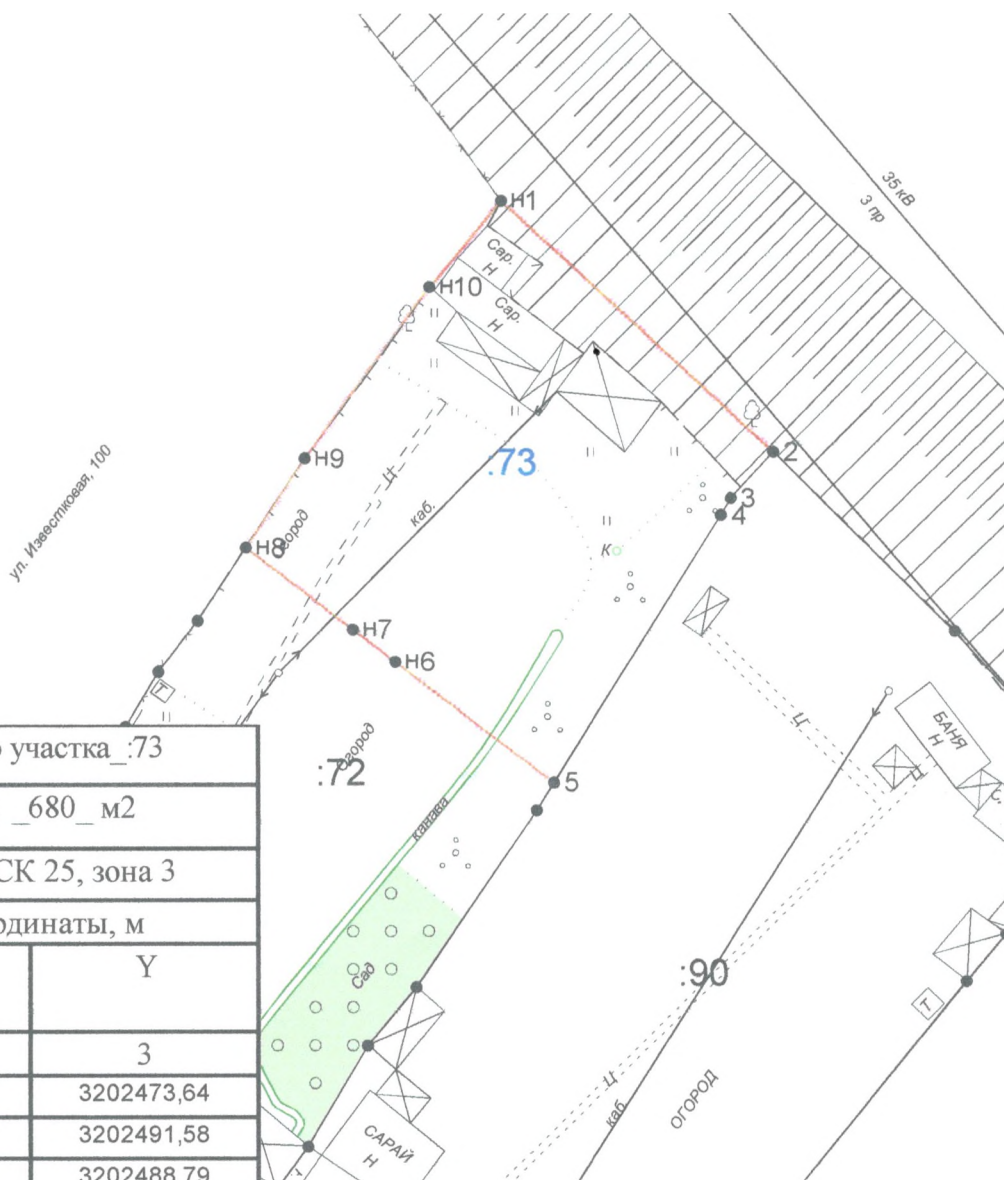 35 кВ
3 пр
н1
Сар.
Н
н10
Сар.
Н
2
:73
н9
3
4
каб.
Ц
К
ул. Известковая, 100
н8
огород
н7
н6
5
:72
Огород
Ц
БАНЯ
Н
Ц
С.
Т
канава
участка_:73
_680_ м2
СК 25, зона 3
рдинаты, м
Y
3
3202473,64
3202491,58
3202488,79
Сад
:90
Т
Ц
каб.
ОГОРОД
САРАЙ
Н
Т